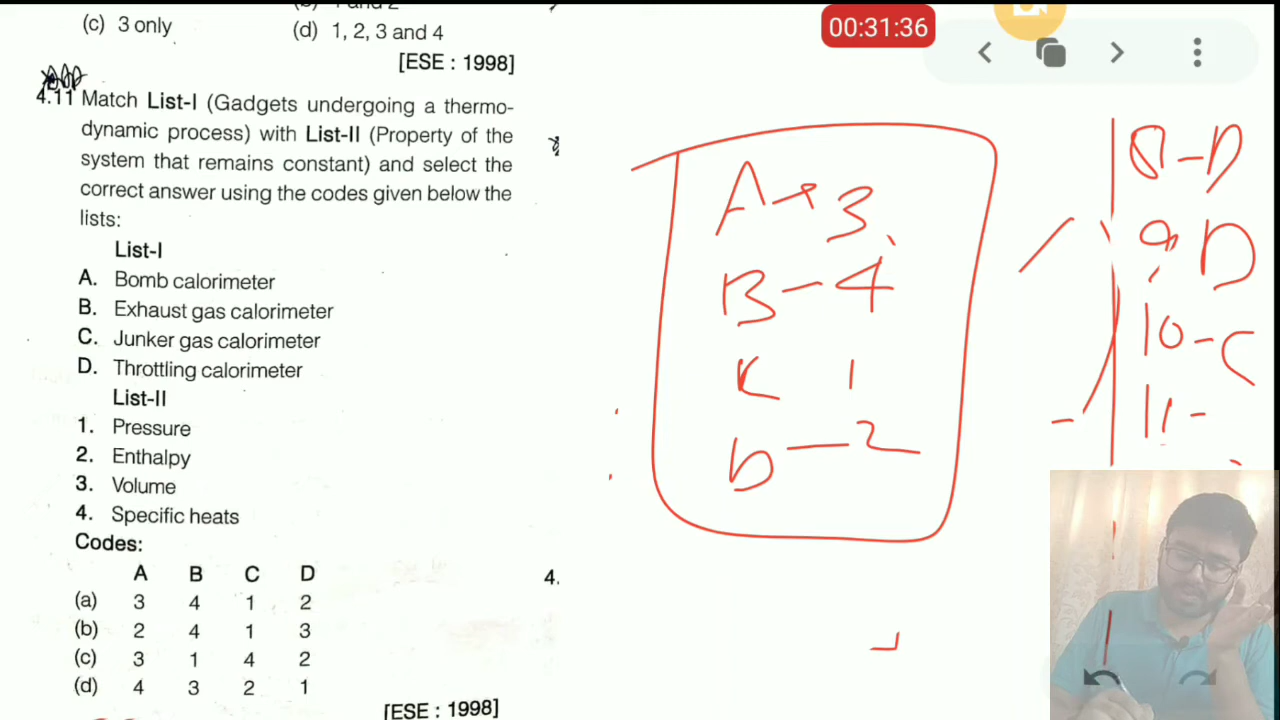 (c) 3 only (d) 1, 2, 3 and 4
[ESE : 1998]
4.11 Match List-I (Gadgets undergoing a thermo-
dynamic process) with List-II (Property of the
system that remains constant) and select the
correct answer using the codes given below the
lists:
List-I
A. Bomb calorimeter
B. Exhaust gas calorimeter
C. Junker gas calorimeter
D. Throttling calorimeter
List-II
1. Pressure
2. Enthalpy
3. Volume
4. Specific heats
Codes:
A B C D
(a) 3 4 1 2
(b) 2 4 1 3
(c) 3 1 4 2
(d) 4 3 2 1
[ESE : 1998]
4.
00:31:36
A 3
B-4
1
D-2
8-D
9 D
10-C
11-